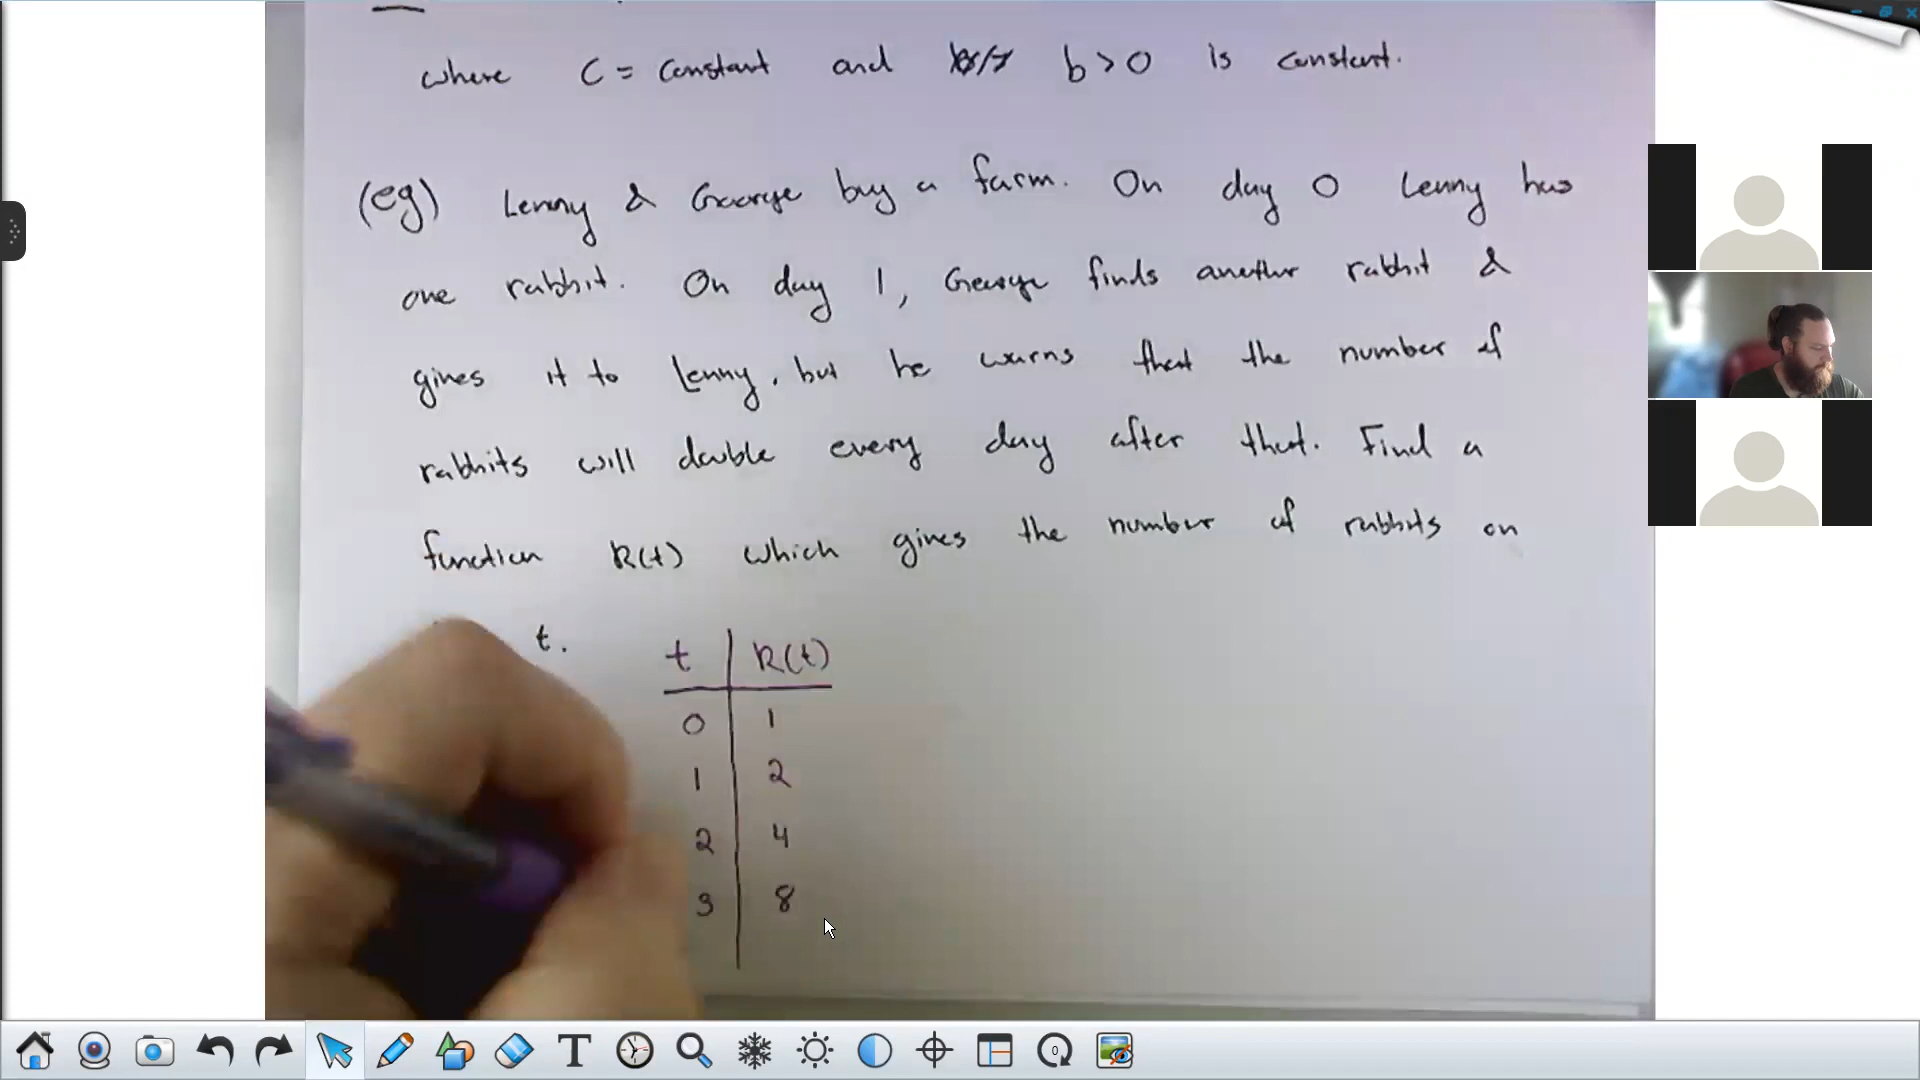 where C = constant and b > 0 is constant.
(eg) Lenny & George buy a farm. On day 0 Lenny has
one rabbit. On day 1, George finds another rabbit &
gives it to Lenny, but he warns that the number of
rabbits will double every day after that. Find a
function R(t) which gives the number of rabbits on
t.
t R(t)
0 1
1 2
2 4
3 8
T
0